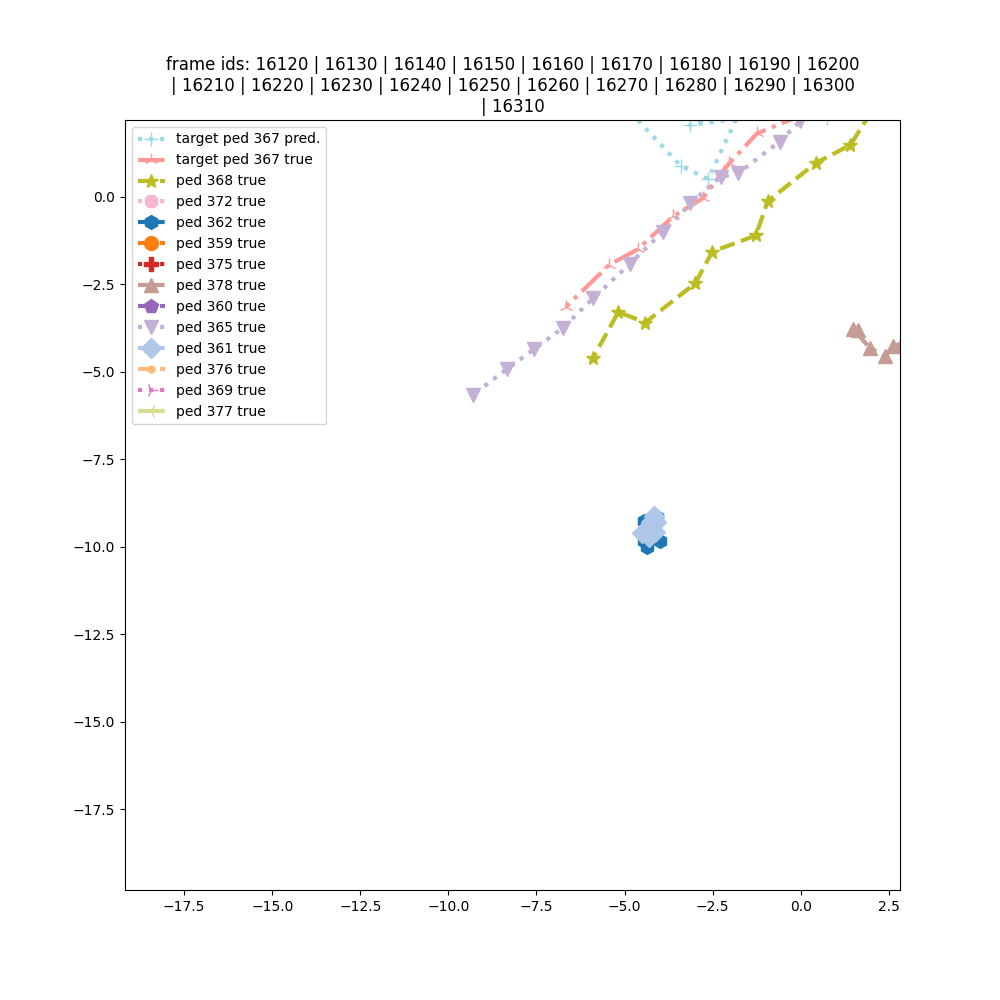 frame ids: 16120 | 16130 | 16140 | 16150 | 16160 | 16170 | 16180 | 16190 | 16200
| 16210 | 16220 | 16230 | 16240 | 16250 | 16260 | 16270 | 16280 | 16290 | 16300
| 16310
target ped 367 pred.
target ped 367 true
ped 368 true
ped 372 true
ped 362 true
ped 359 true
ped 375 true
ped 378 true
ped 360 true
ped 365 true
ped 361 true
ped 376 true
ped 369 true
ped 377 true
0.0
−2.5
−5.0
−7.5
−10.0
−12.5
−15.0
−17.5
−17.5 −15.0 −12.5 −10.0 −7.5 −5.0 −2.5 0.0 2.5